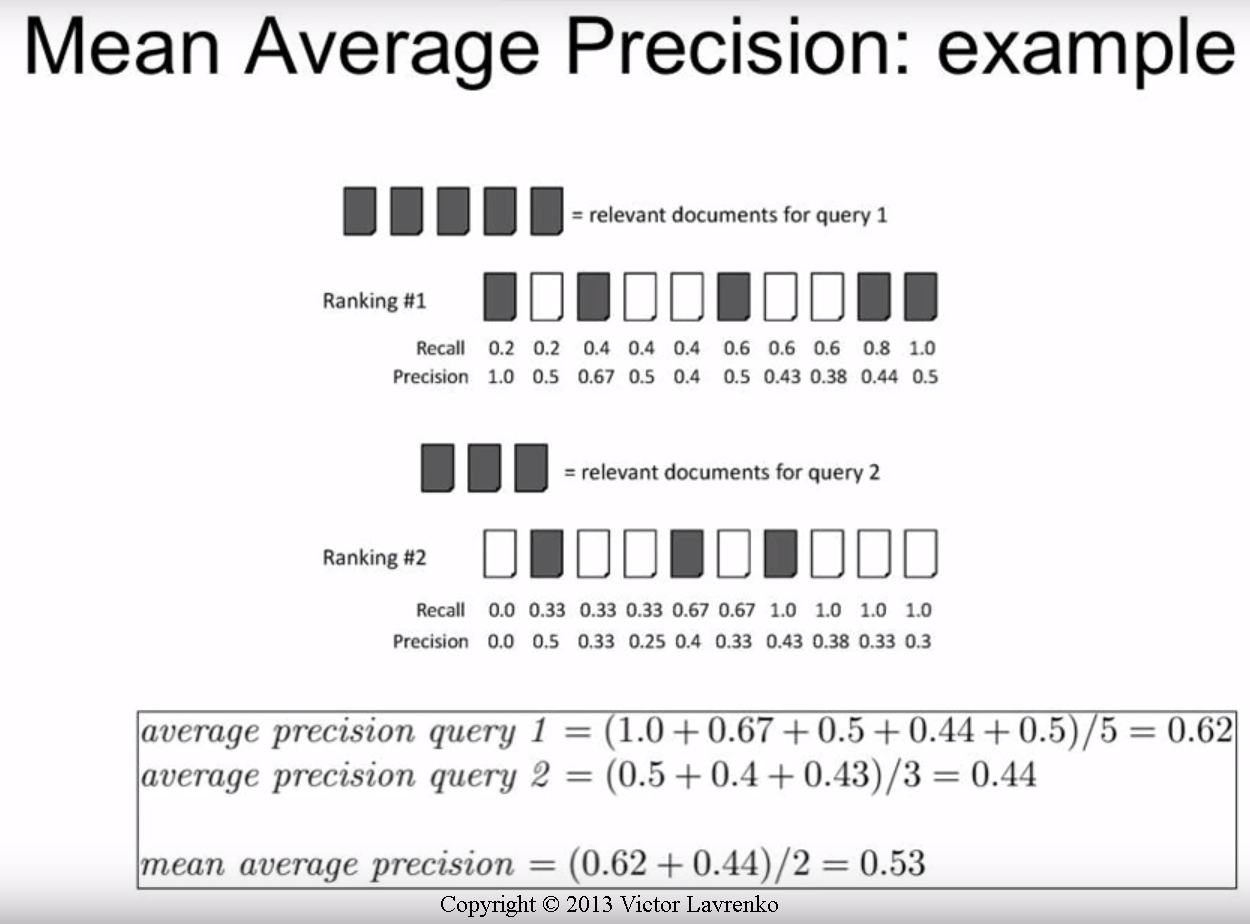 Mean Average Precision: example
= relevant documents for query 1
Ranking #1
Recall 0.2 0.2 0.4 0.4 0.4 0.6 0.6 0.6 0.8 1.0
Precision 1.0 0.5 0.67 0.5 0.4 0.5 0.43 0.38 0.44 0.5
= relevant documents for query 2
Ranking #2
Recall 0.0 0.33 0.33 0.33 0.67 0.67 1.0 1.0 1.0 1.0
Precision 0.0 0.5 0.33 0.25 0.4 0.33 0.43 0.38 0.33 0.3
average precision query 1 = (1.0 + 0.67 + 0.5 + 0.44 + 0.5)/5 = 0.62
average precision query 2 = (0.5 + 0.4 + 0.43)/3 = 0.44
mean average precision = (0.62 + 0.44)/2 = 0.53
Copyright © 2013 Victor Lavrenko